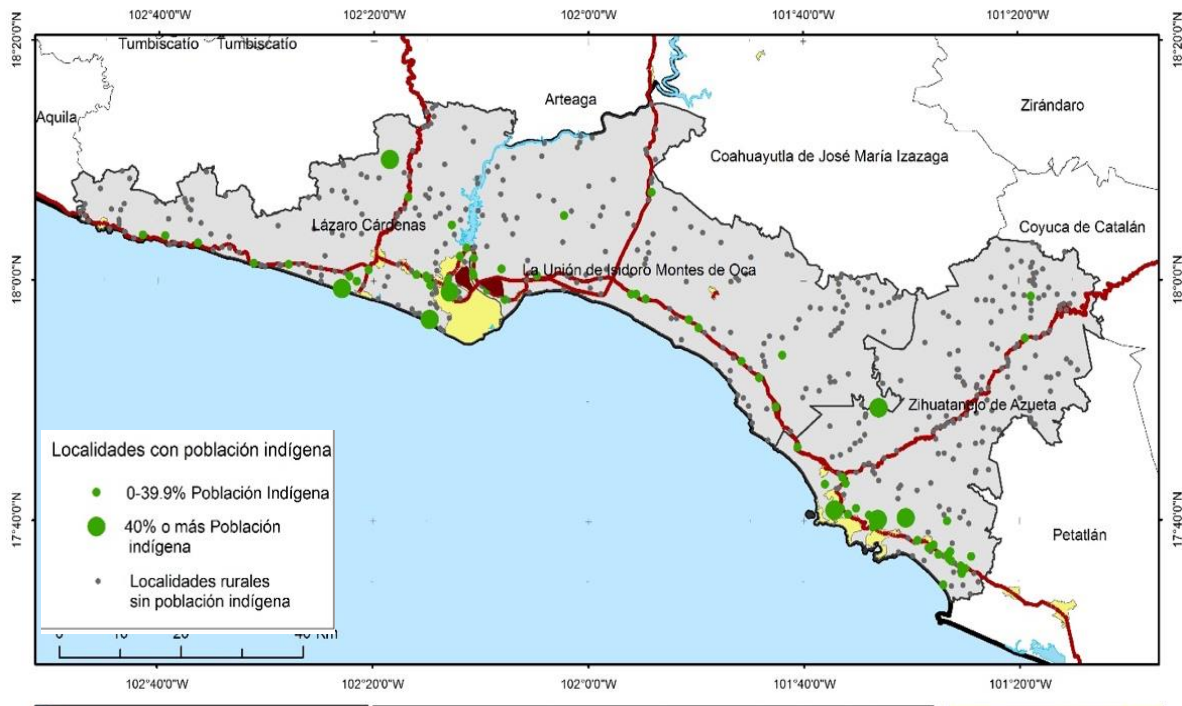 102°40'0"W 102°20'0"W 102°0'0"W 101°40'0"W 101°20'0"W
18°20'0"N 18°20'0"N
Tumbiscatío Tumbiscatío
Arteaga
Zirándaro
Aquila
Coahuayutla de José María Izazaga
Lázaro Cárdenas
Coyuca de Catalán
La Unión de Isidoro Montes de Oca
18°0'0"N 18°0'0"N
Zihuatanejo de Azueta
Localidades con población indígena
0-39.9% Población Indígena
40% o más Población
indígena
Localidades rurales
sin población indígena
17°40'0"N 17°40'0"N
Petatlán
0 10 20 40 Km
102°40'0"W 102°20'0"W 102°0'0"W 101°40'0"W 101°20'0"W